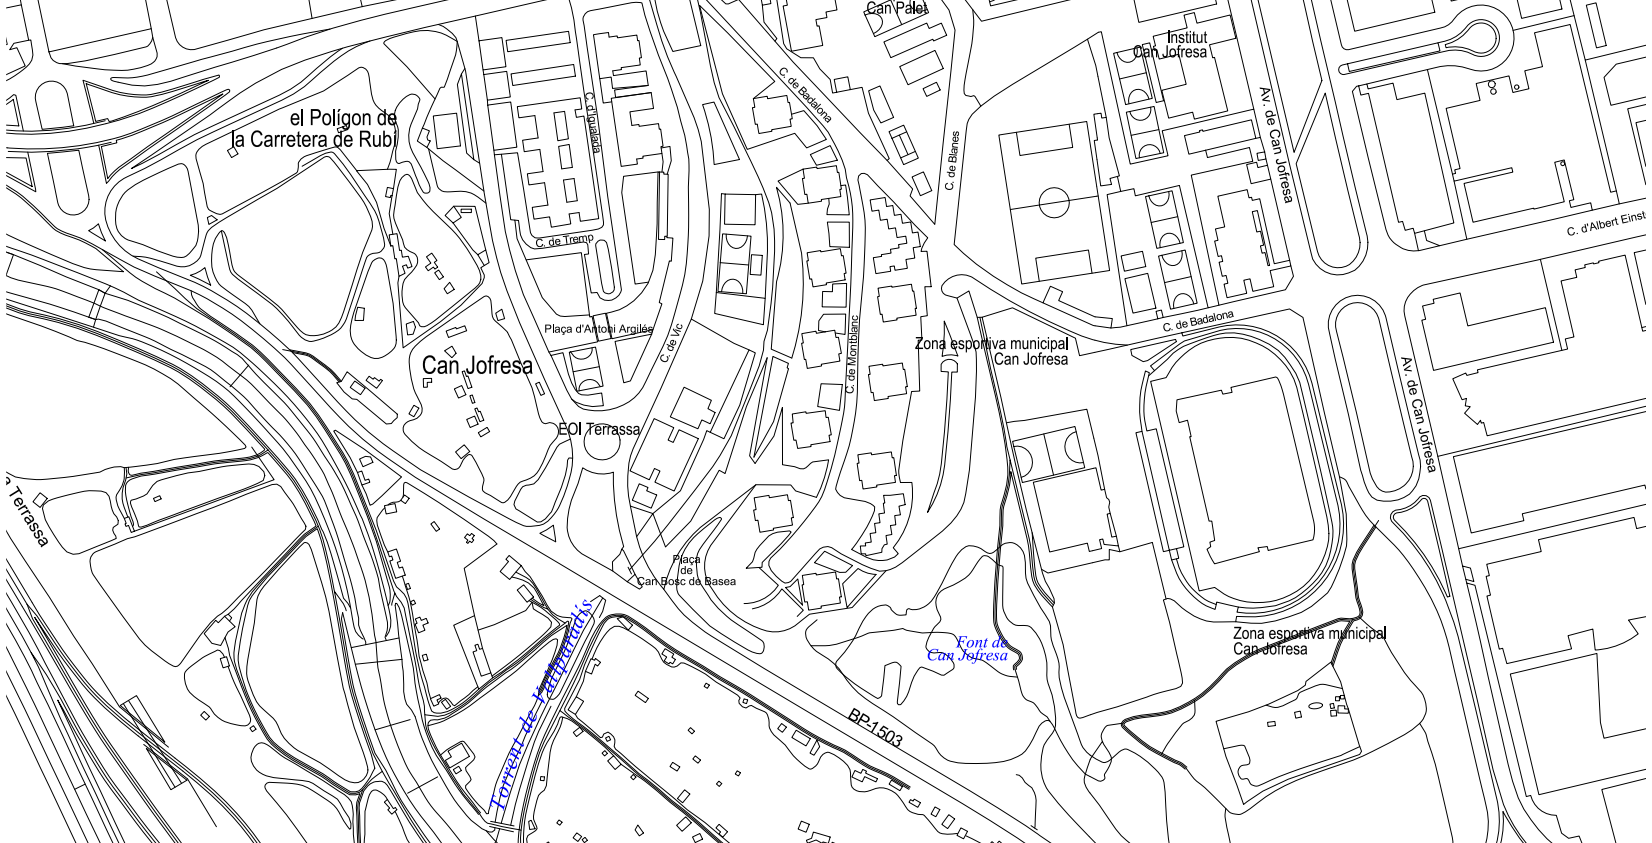 Can Palet
Institut
Can Jofresa
C. de Badalona
Av. de Can Jofresa
C. d'Igualada
el Polígon de
la Carretera de Rubí
C. de Blanes
C. d'Albert Einst
C. de Tremp
Plaça d'Antoni Argilés
C. de Vic
C. de Montblanc
C. de Badalona
Zona esportiva municipal
Can Jofresa
Can Jofresa
Av. de Can Jofresa
EOI Terrassa
a Terrassa
Plaça
de
Can Bosc de Basea
Torrent de Vallparadís
Font de
Can Jofresa
Zona esportiva municipal
Can Jofresa
BP-1503